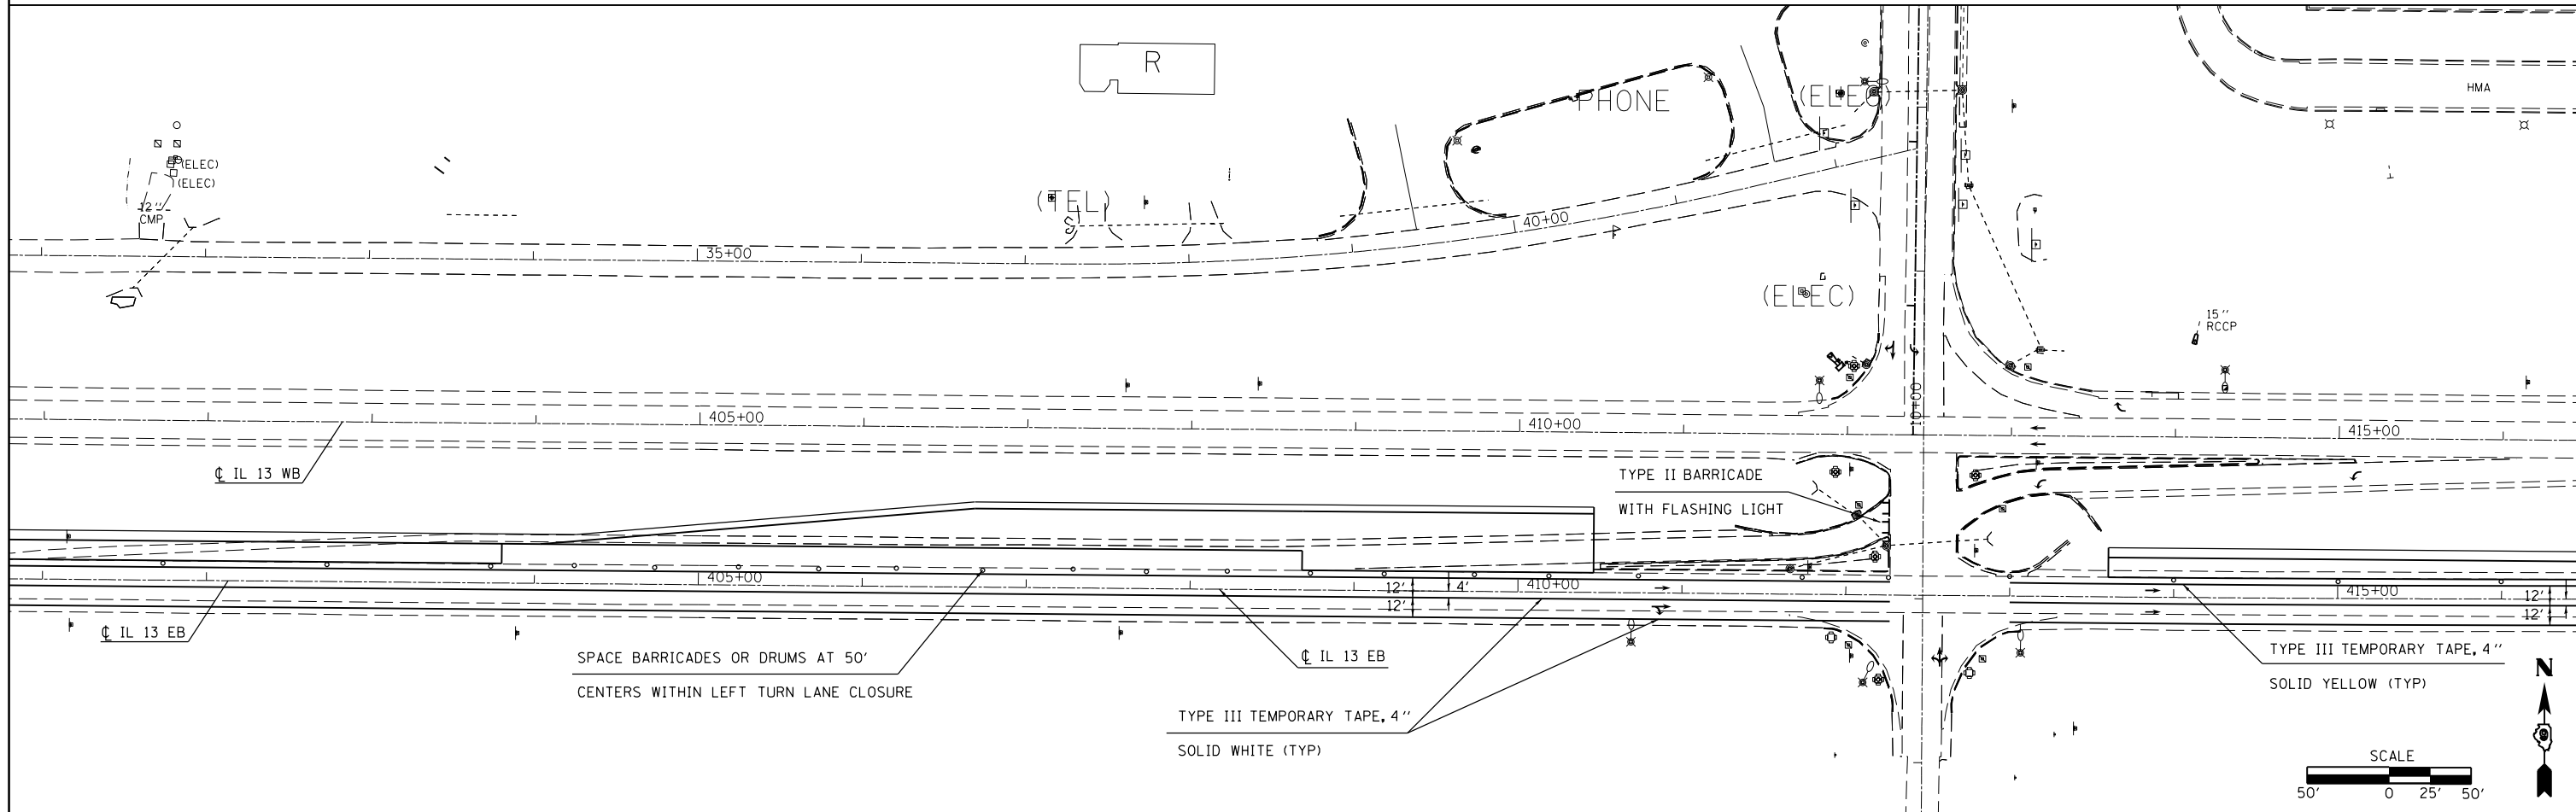 R
PHONE
(ELEC)
HMA
(ELEC)
(ELEC)
12"
CMP
(TEL)
S
40+00
35+00
(ELEC)
15"
RCCP
10+00
405+00
410+00
415+00
℄ IL 13 WB
TYPE II BARRICADE
WITH FLASHING LIGHT
405+00
410+00
415+00
12'
4'
12'
12'
12'
℄ IL 13 EB
SPACE BARRICADES OR DRUMS AT 50'
CENTERS WITHIN LEFT TURN LANE CLOSURE
℄ IL 13 EB
TYPE III TEMPORARY TAPE, 4"
SOLID YELLOW (TYP)
TYPE III TEMPORARY TAPE, 4"
SOLID WHITE (TYP)
N
SCALE
50' 0 25' 50'